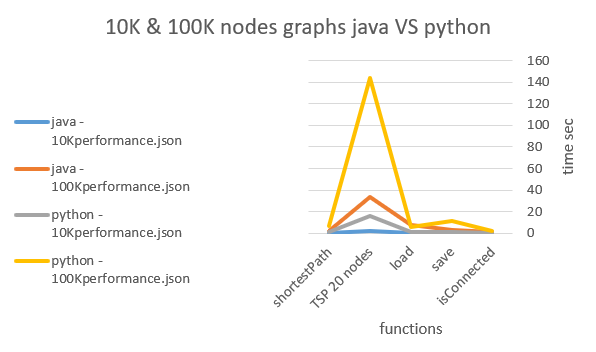 10K & 100K nodes graphs java VS python
java -
10Kperformance.json
java -
100Kperformance.json
python -
10Kperformance.json
python -
100Kperformance.json
160
140
120
100
80
60
40
20
0
time sec
shortestPath
TSP 20 nodes
load
save
isConnected
functions